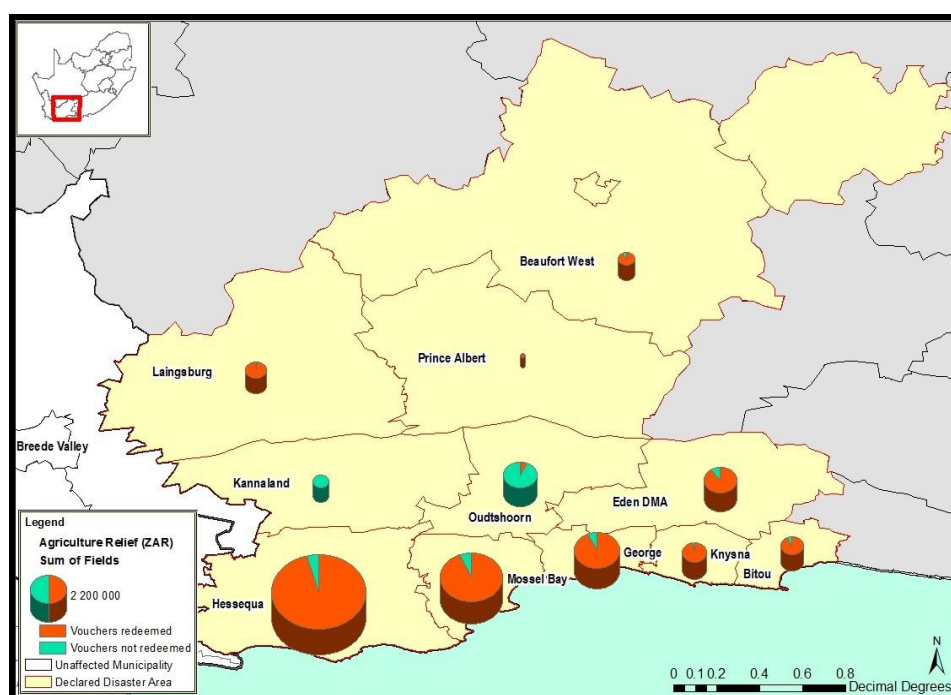 Beaufort West
Prince Albert
Laingsburg
Breede Valley
Kannaland
Oudtshoorn
Eden DMA
George
Knysna
Bitou
Mossel Bay
Hessequa
Legend
Agriculture Relief (ZAR)
Sum of Fields
2 200 000
Vouchers redeemed
Vouchers not redeemed
Unaffected Municipality
Declared Disaster Area
N
0 0.1 0.2 0.4 0.6 0.8
Decimal Degrees